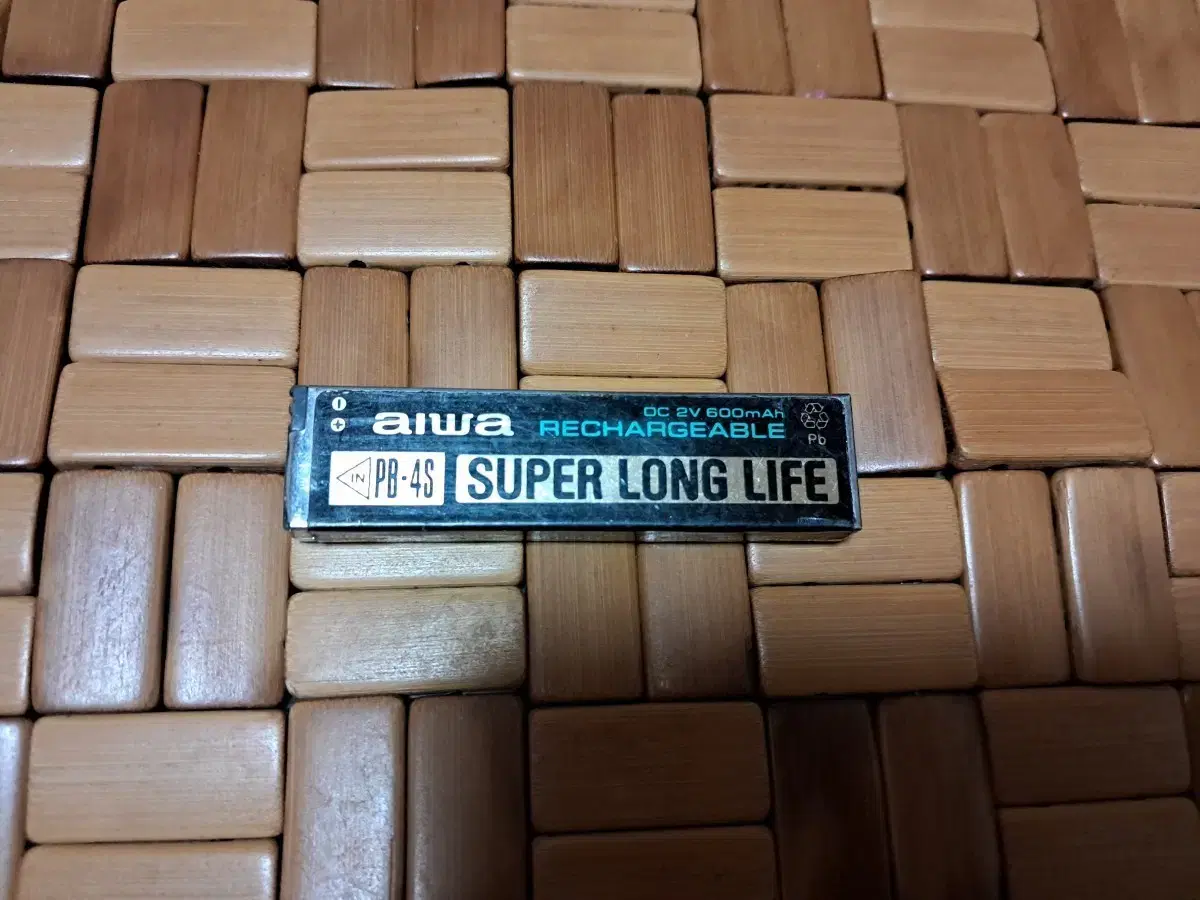 aiwa
DC 2V 600mAh
RECHARGEABLE
Pb
IN PB-4S SUPER LONG LIFE